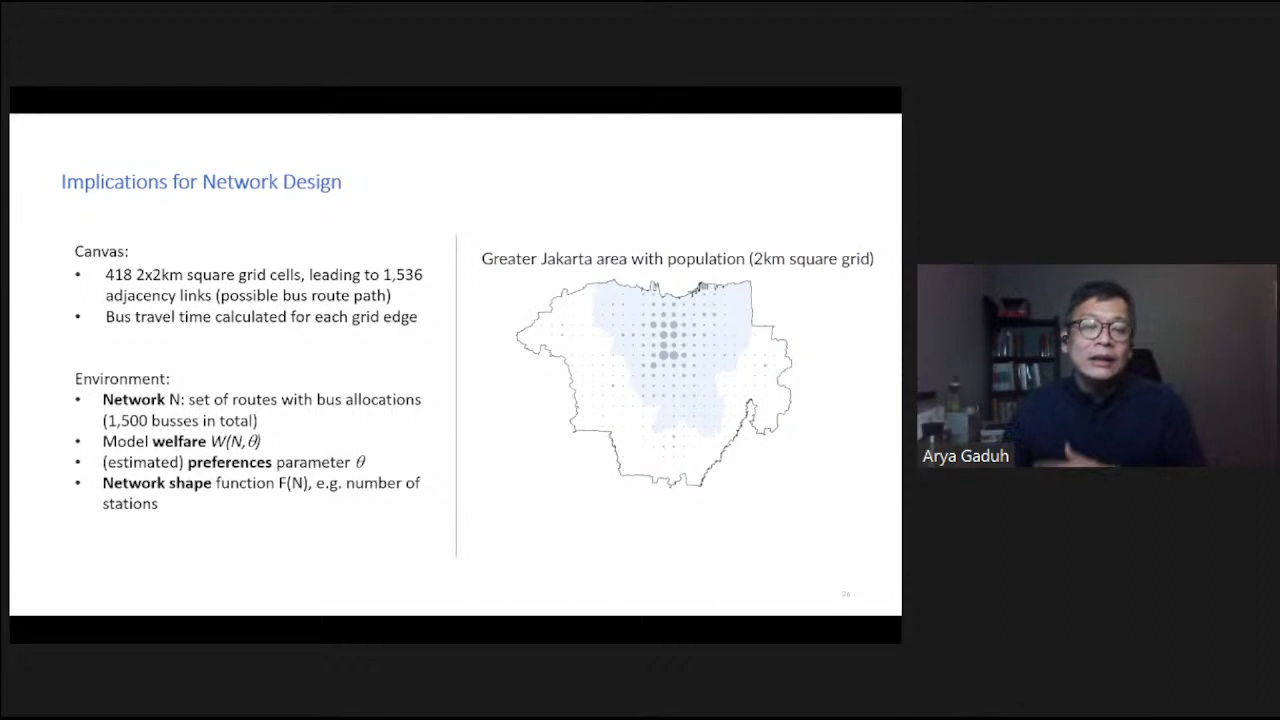 Implications for Network Design
Canvas:
• 418 2x2km square grid cells, leading to 1,536
adjacency links (possible bus route path)
• Bus travel time calculated for each grid edge
Environment:
• Network N: set of routes with bus allocations
(1,500 busses in total)
• Model welfare W(N,θ)
• (estimated) preferences parameter θ
• Network shape function F(N), e.g. number of
stations
Greater Jakarta area with population (2km square grid)
26
Arya Gaduh